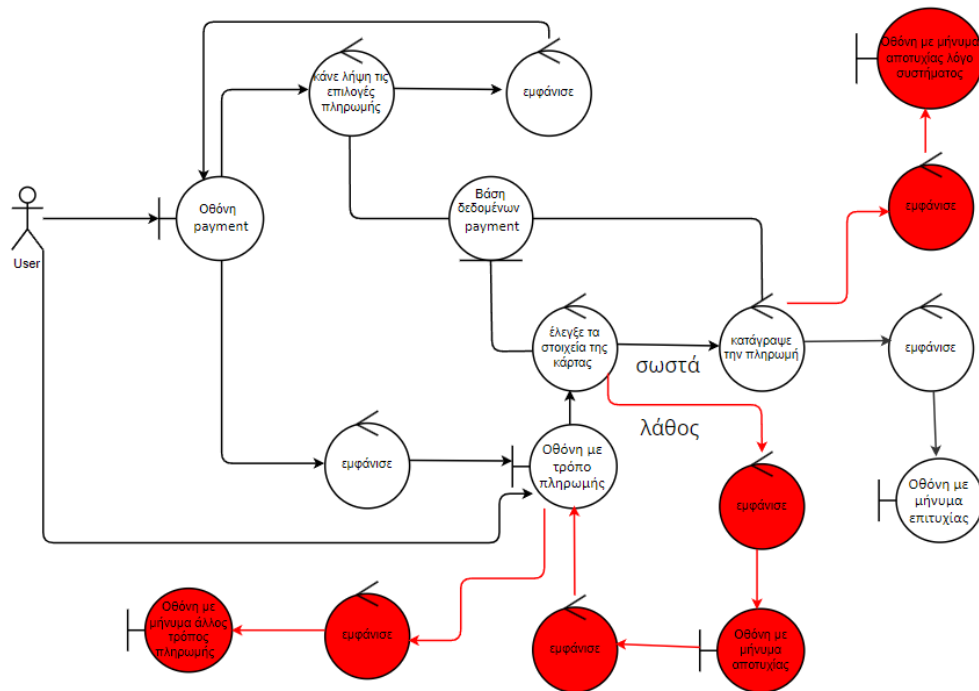 Οθόνη με μήνυμα
αποτυχίας λόγο
συστήματος
κάνε λήψη τις
επιλογές
πληρωμής
εμφάνισε
εμφάνισε
Βάση
δεδομένων
payment
Οθόνη
payment
User
έλεγξε τα
στοιχεία της
κάρτας
σωστά
κατάγραψε
την πληρωμή
εμφάνισε
λάθος
εμφάνισε
Οθόνη με
τρόπο
πληρωμής
εμφάνισε
Οθόνη με
μήνυμα
επιτυχίας
Οθόνη με
μήνυμα άλλος
τρόπος
πληρωμής
εμφάνισε
εμφάνισε
Οθόνη με
μήνυμα
αποτυχίας